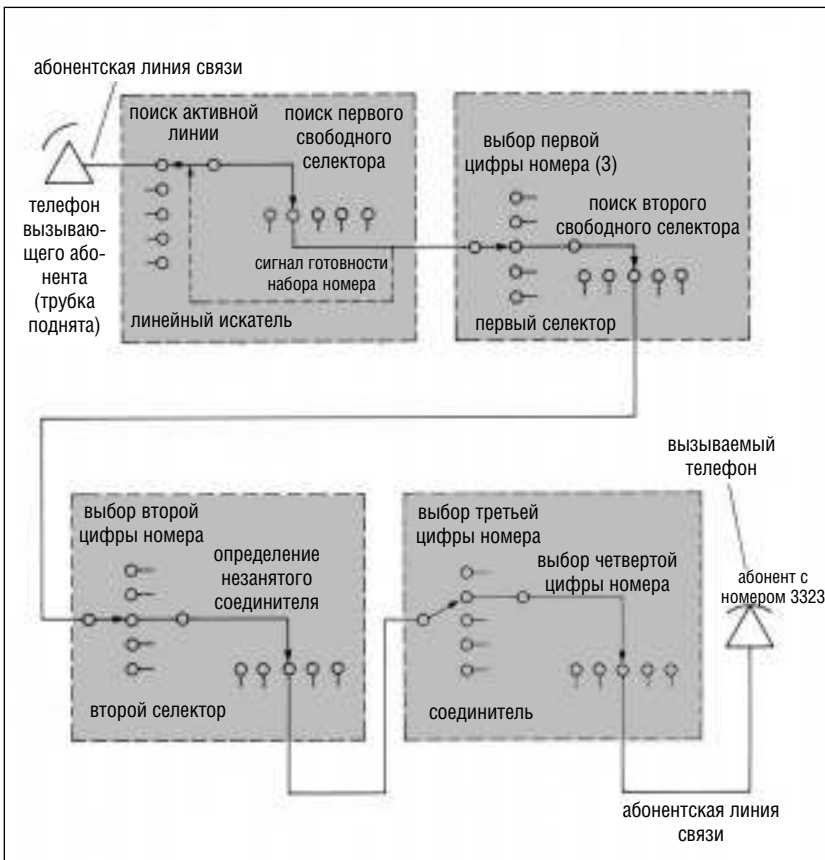 абонентская линия связи
поиск активной
линии
поиск первого
свободного
селектора
телефон
вызываю-
щего або-
нента
(трубка
поднята)
сигнал готовности
набора номера
линейный искатель
выбор первой
цифры номера (3)
поиск второго
свободного селектора
первый селектор
вызываемый
телефон
выбор второй
цифры номера
определение
незанятого
соединителя
второй селектор
выбор третьей
цифры номера
выбор четвертой
цифры номера
соединитель
абонент с
номером 3323
абонентская линия
связи